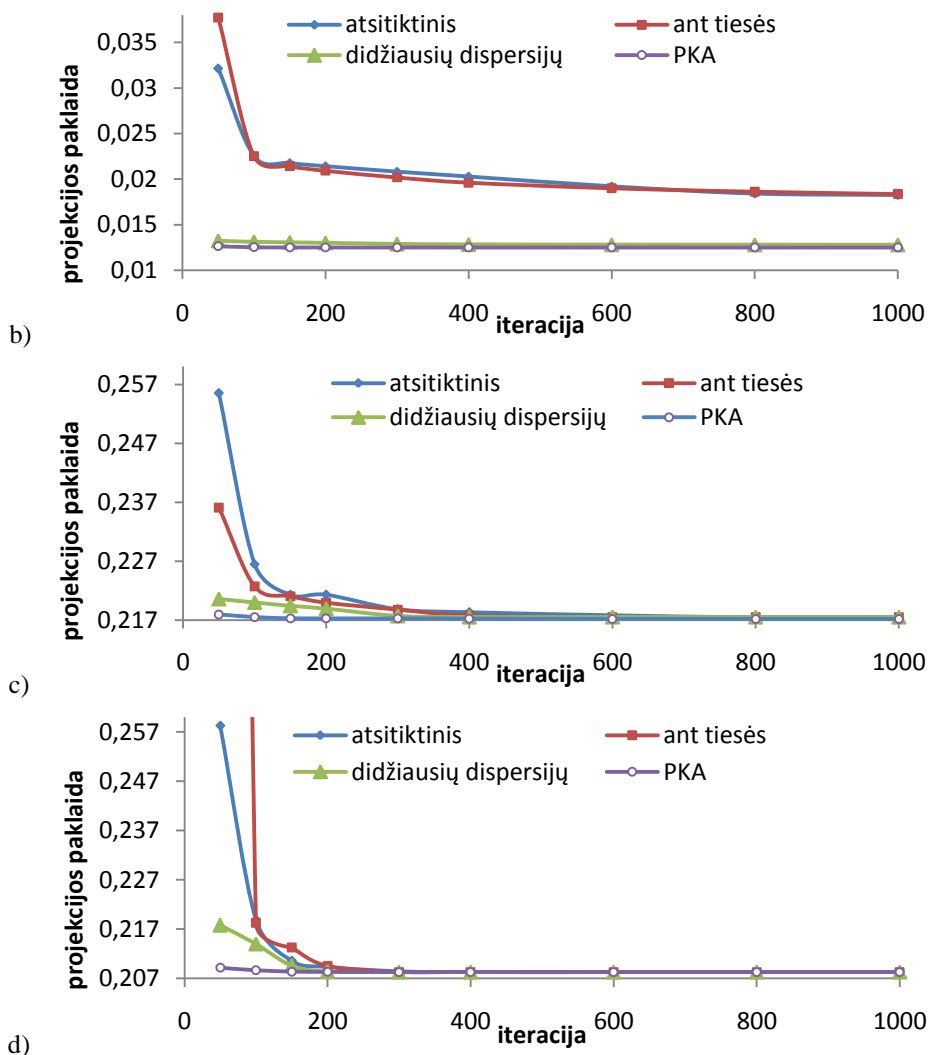 projekcijos paklaida
0,035
0,03
0,025
0,02
0,015
0,01
atsitiktinis
ant tiesės
didžiausių dispersijų
PKA
0 200 400 600 800 1000
iteracija
b)
projekcijos paklaida
0,257
0,247
0,237
0,227
0,217
atsitiktinis
ant tiesės
didžiausių dispersijų
PKA
0 200 400 600 800 1000
iteracija
c)
projekcijos paklaida
0,257
0,247
0,237
0,227
0,217
0,207
atsitiktinis
ant tiesės
didžiausių dispersijų
PKA
0 200 400 600 800 1000
iteracija
d)